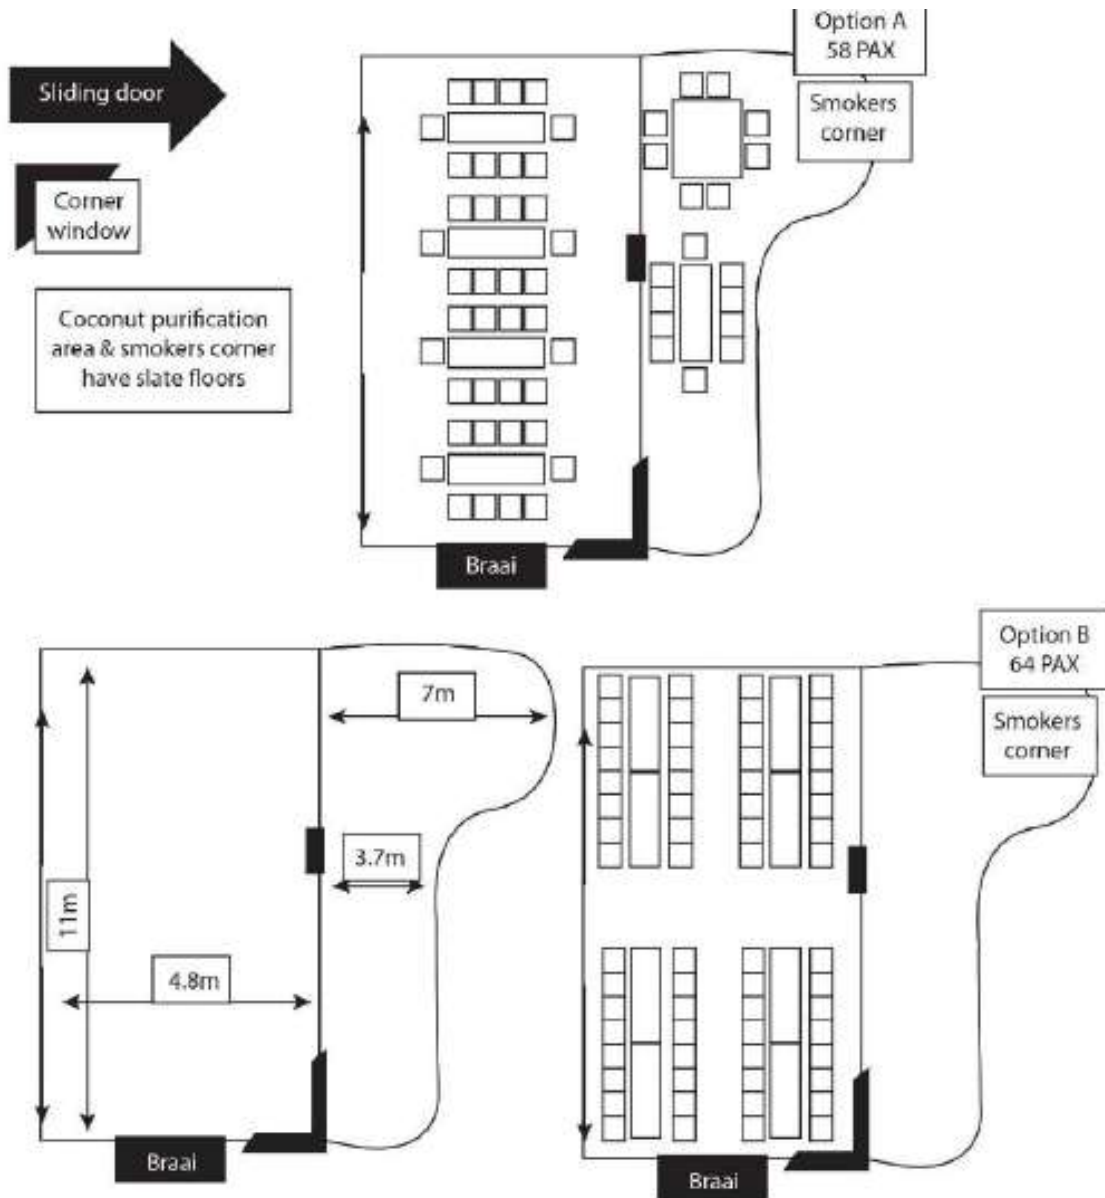 Option A
58 PAX
Sliding door
Smokers
corner
Corner
window
Coconut purification
area & smokers corner
have slate floors
Braai
Option B
64 PAX
7m
Smokers
corner
3.7m
11m
4.8m
Braai
Braai